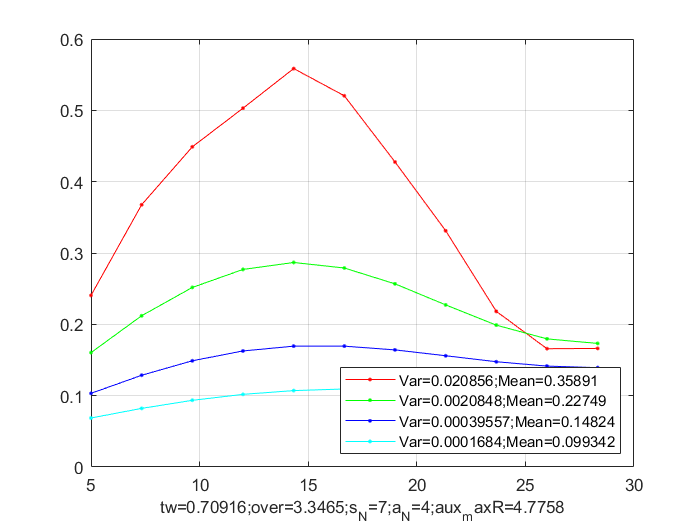 0.6
0.5
0.4
0.3
0.2
0.1
0
5 10 15 20 25 30
Var=0.020856;Mean=0.35891
Var=0.0020848;Mean=0.22749
Var=0.00039557;Mean=0.14824
Var=0.0001684;Mean=0.099342
tw=0.70916;over=3.3465;s_N=7;a_N=4;aux_maxR=4.7758